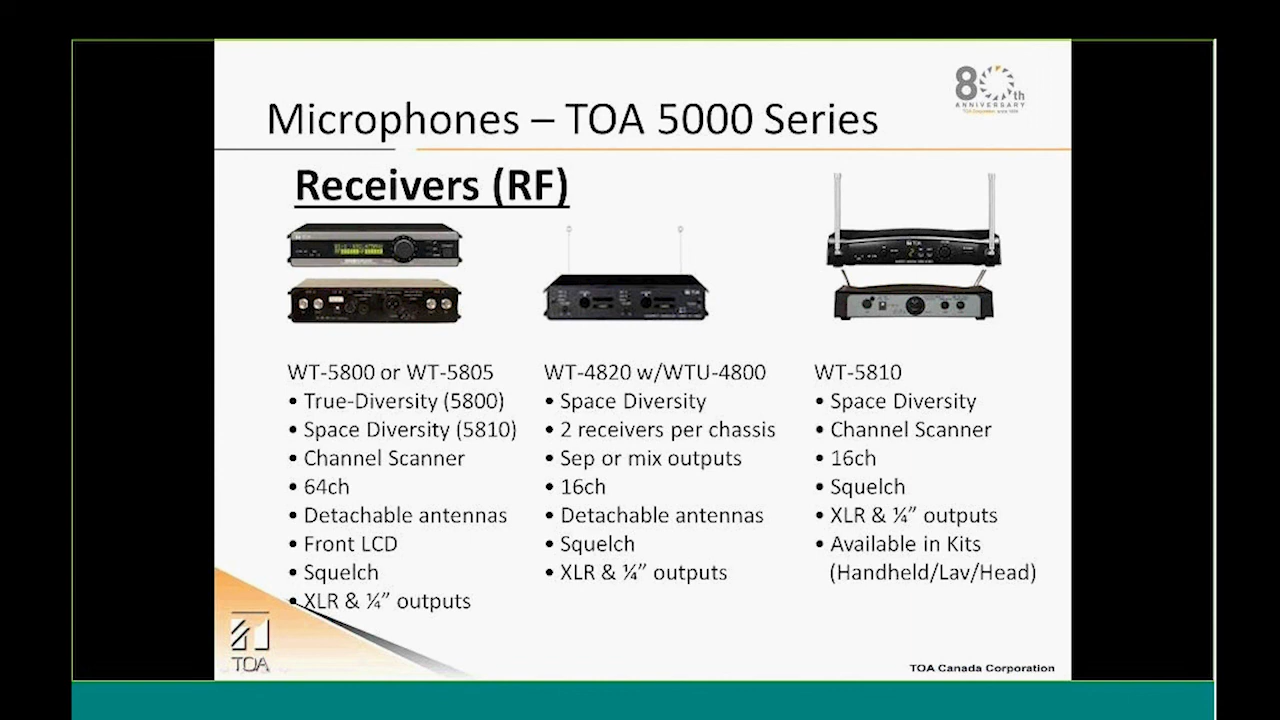 80th
ANNIVERSARY
Microphones – TOA 5000 Series
Receivers (RF)
WT-5800 or WT-5805
• True-Diversity (5800)
• Space Diversity (5810)
• Channel Scanner
• 64ch
• Detachable antennas
• Front LCD
• Squelch
• XLR & ¼” outputs
WT-4820 w/WTU-4800
• Space Diversity
• 2 receivers per chassis
• Sep or mix outputs
• 16ch
• Detachable antennas
• Squelch
• XLR & ¼” outputs
WT-5810
• Space Diversity
• Channel Scanner
• 16ch
• Squelch
• XLR & ¼” outputs
• Available in Kits
(Handheld/Lav/Head)
TOA
TOA Canada Corporation